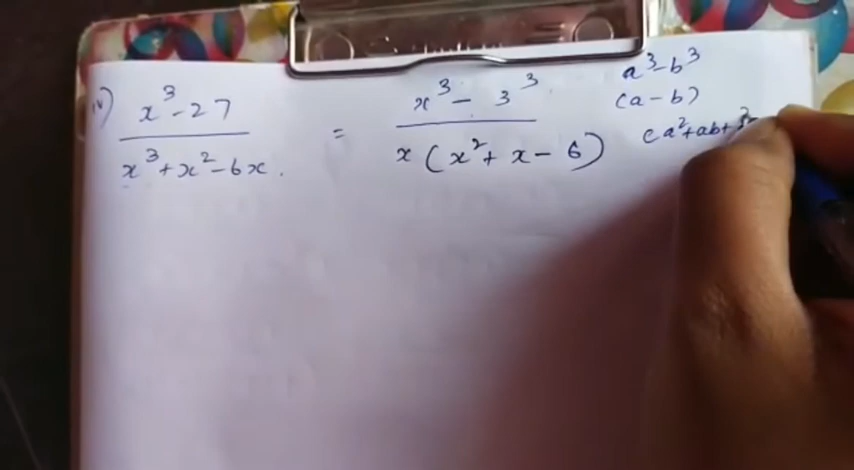 iv) x³-27 / x³+x²-6x. = x³-3³ / x(x²+x-6)
a³-b³
(a-b)
(a²+ab+